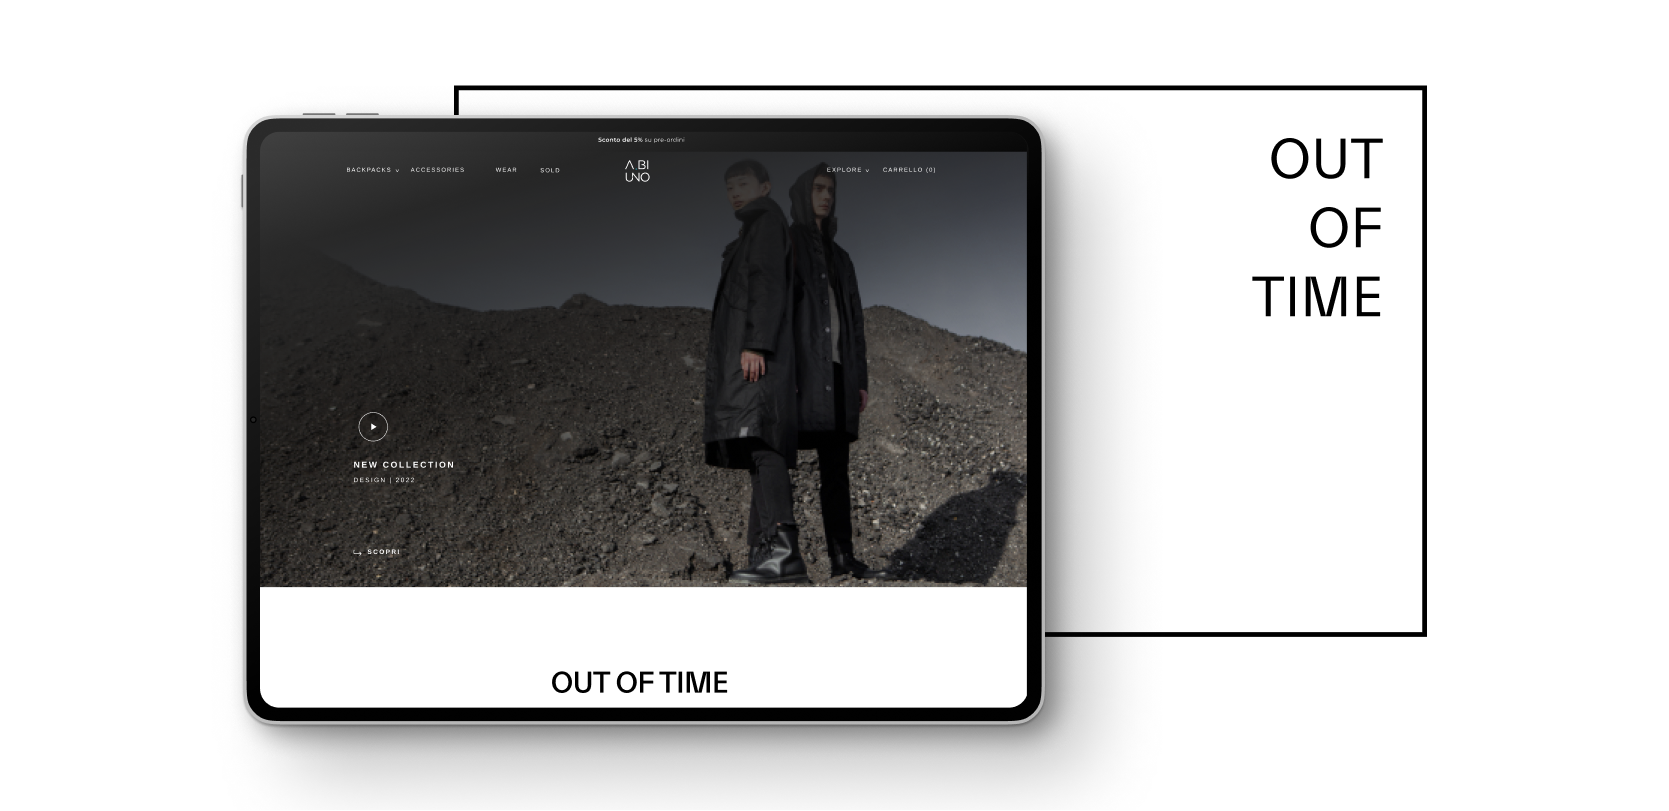 Sconto del 5% su pre-ordini
BACKPACKS ACCESSORIES WEAR SOLD
A BI
UNO
EXPLORE CARRELLO (0)
NEW COLLECTION
DESIGN | 2022
SCOPRI
OUT OF TIME
OUT
OF
TIME